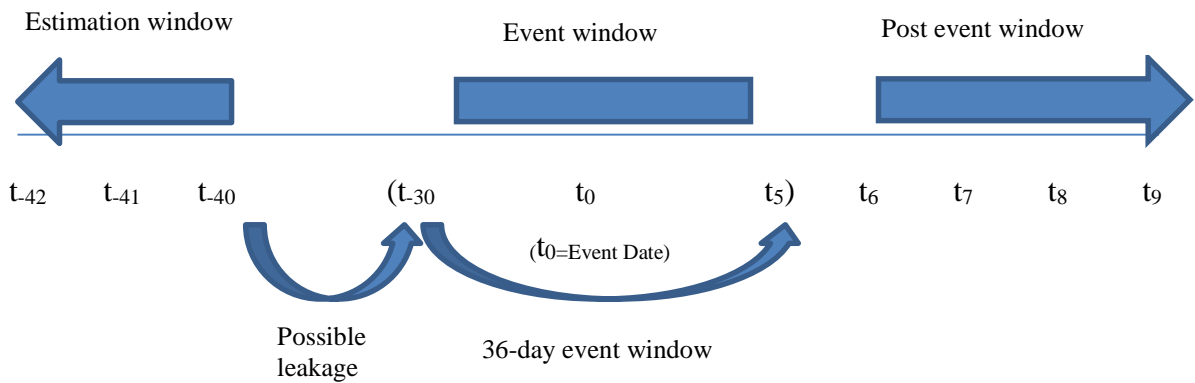 Estimation window
Event window
Post event window
t-42 t-41 t-40 (t-30 t0 t5) t6 t7 t8 t9
(t0=Event Date)
Possible
leakage
36-day event window